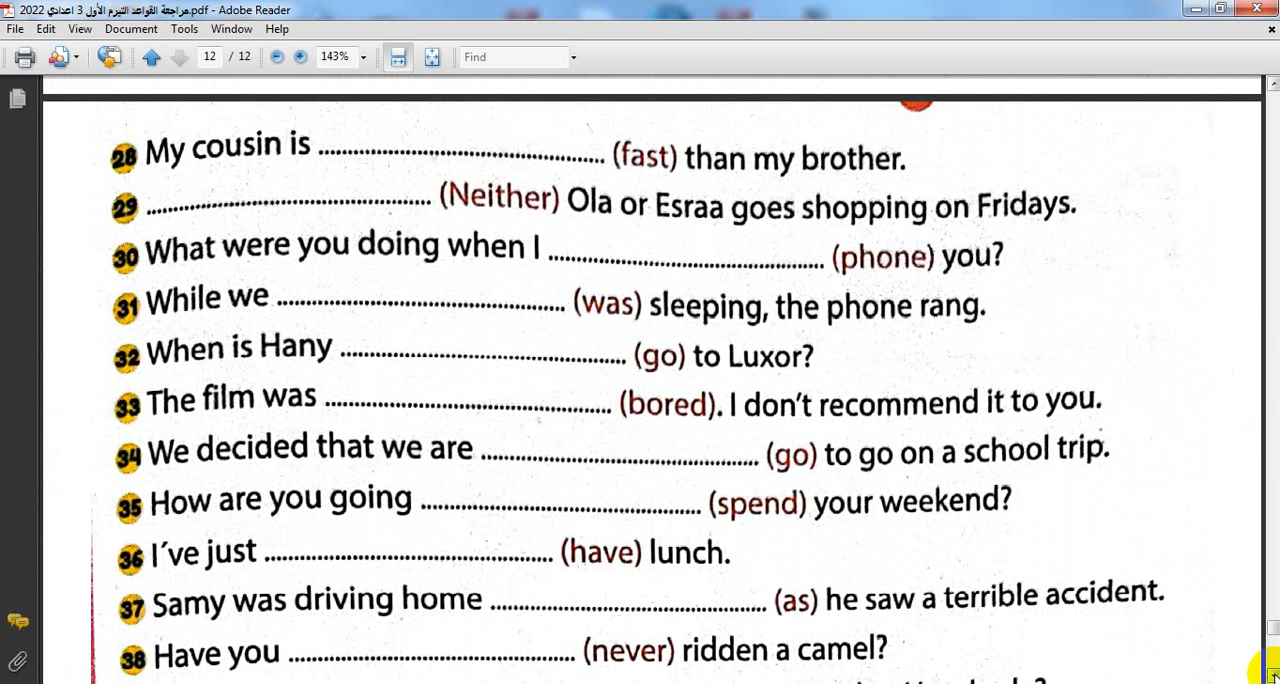 مراجعة القواعد التيرم الأول 3 اعدادي 2022.pdf - Adobe Reader
File Edit View Document Tools Window Help
12 / 12 143% Find
28 My cousin is ........................................ (fast) than my brother.
29 ........................................ (Neither) Ola or Esraa goes shopping on Fridays.
30 What were you doing when I ........................................ (phone) you?
31 While we ........................................ (was) sleeping, the phone rang.
32 When is Hany ........................................ (go) to Luxor?
33 The film was ........................................ (bored). I don't recommend it to you.
34 We decided that we are ........................................ (go) to go on a school trip.
35 How are you going ........................................ (spend) your weekend?
36 I've just ........................................ (have) lunch.
37 Samy was driving home ........................................ (as) he saw a terrible accident.
38 Have you ........................................ (never) ridden a camel?